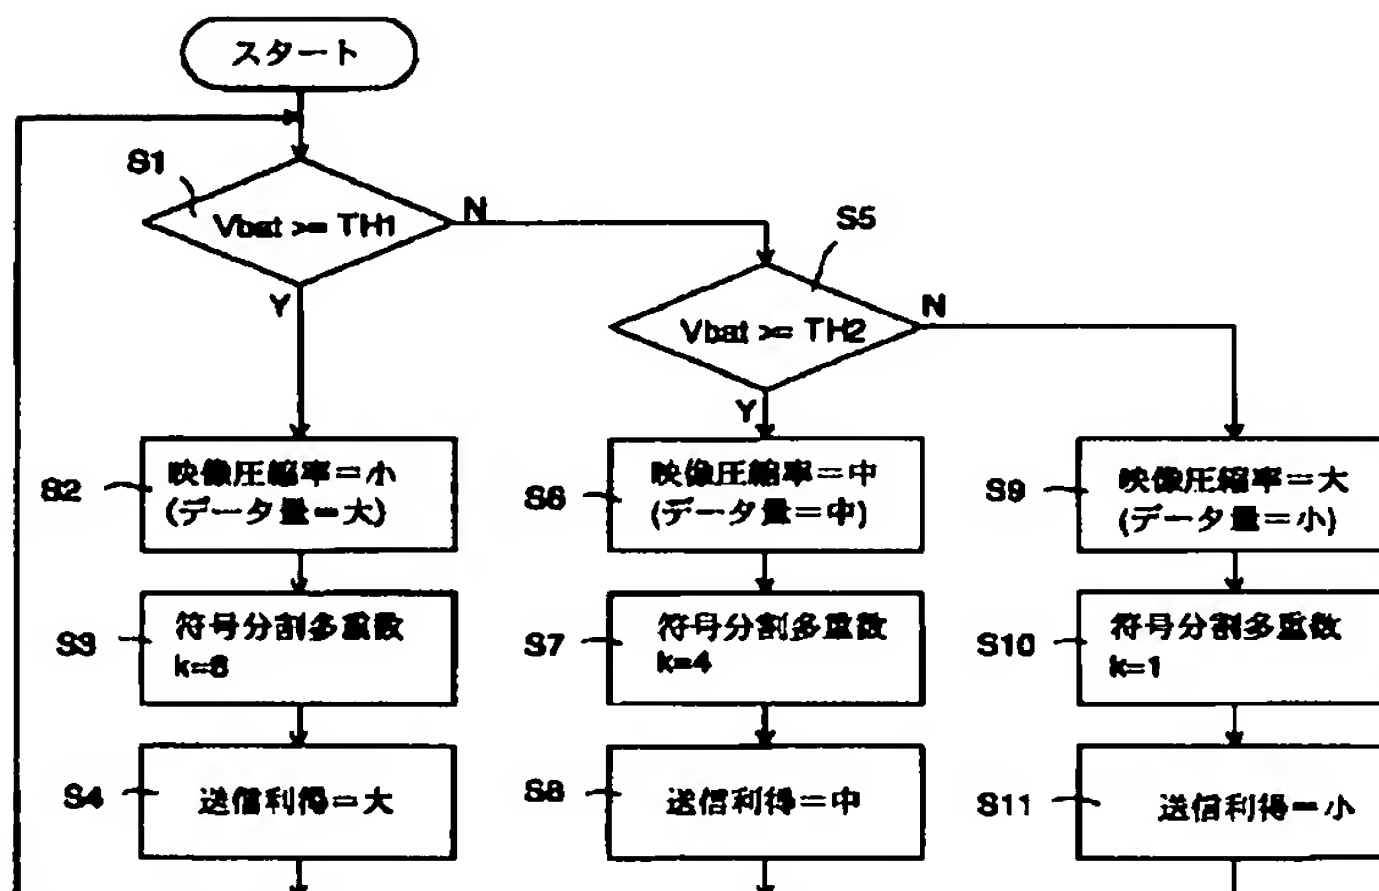 スタート
S1
Vbat >= TH1
N
Y
S5
Vbat >= TH2
N
Y
S2
映像圧縮率=小
(データ量=大)
S6
映像圧縮率=中
(データ量=中)
S9
映像圧縮率=大
(データ量=小)
S3
符号分割多重数
S7
符号分割多重数
k=4
S10
符号分割多重数
k=1
S4
送信利得=大
S8
送信利得=中
S11
送信利得=小